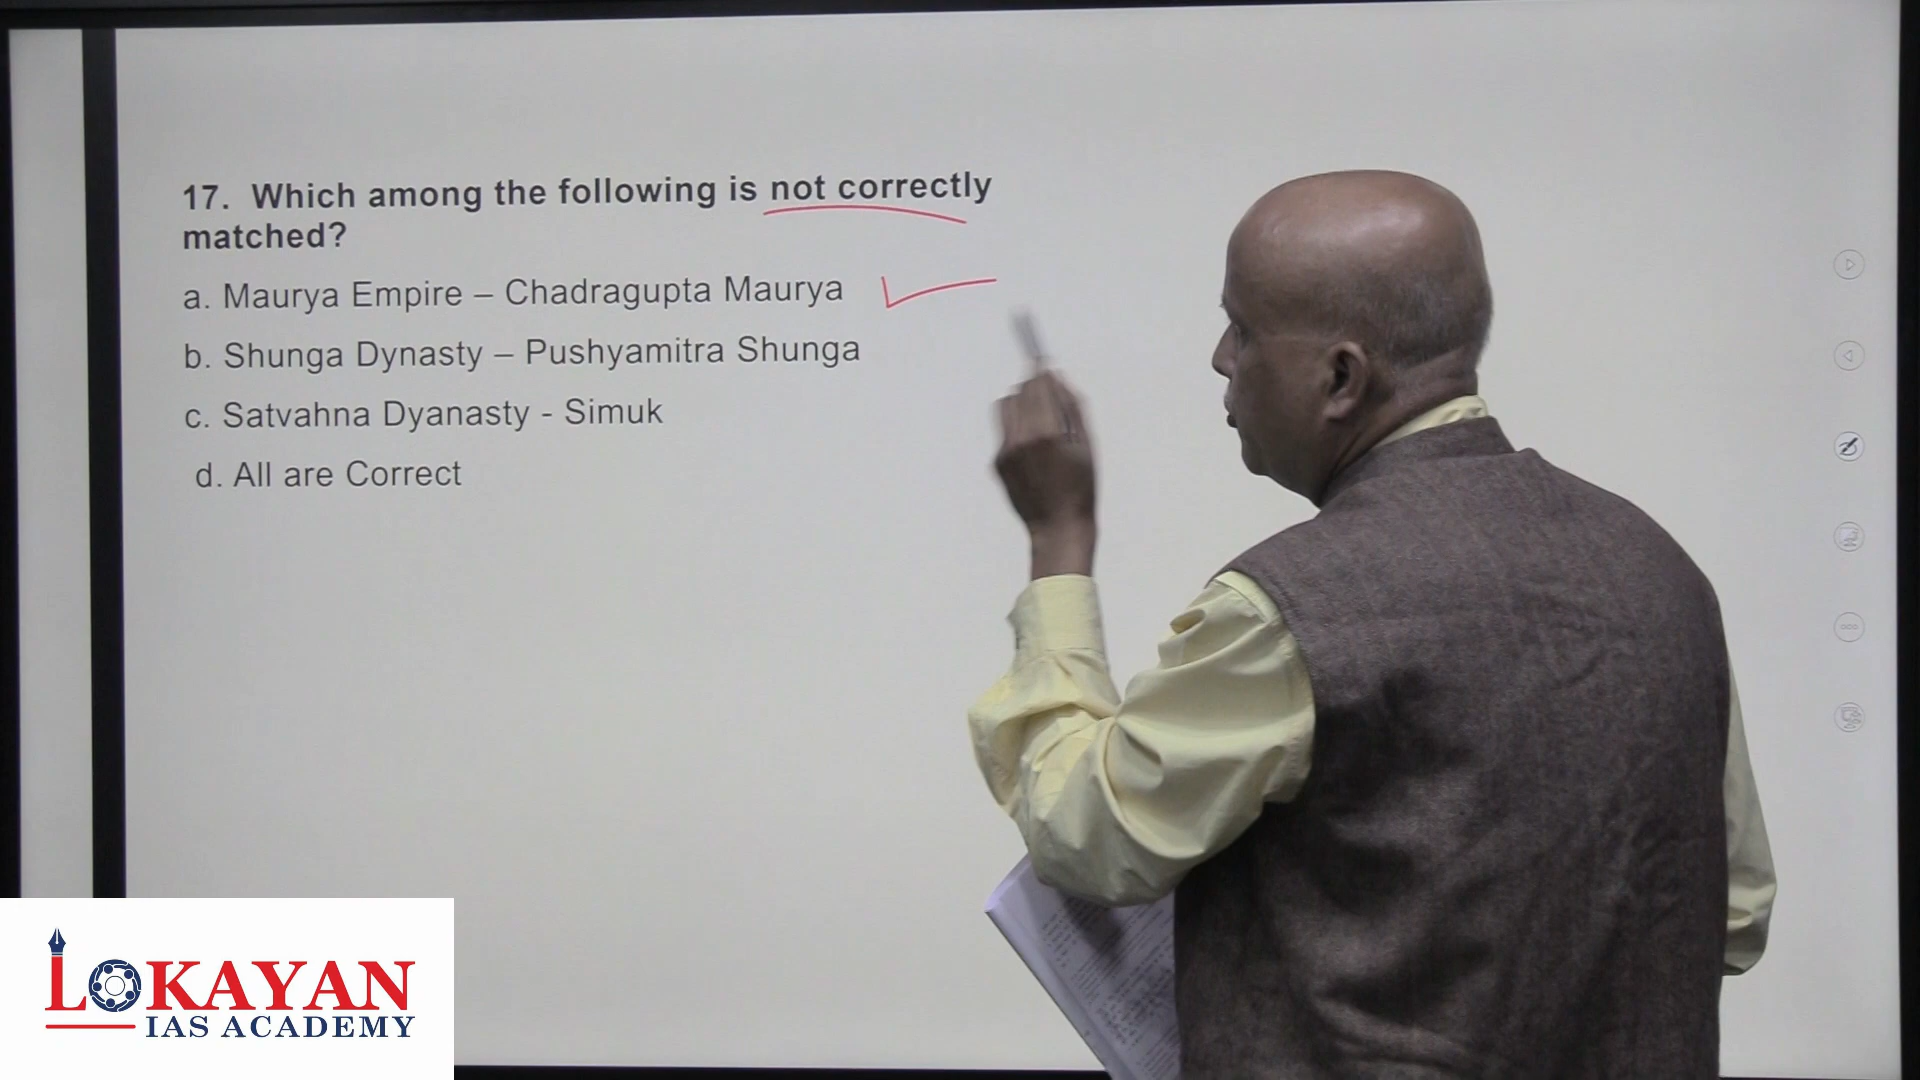 17. Which among the following is not correctly
matched?
a. Maurya Empire – Chadragupta Maurya
b. Shunga Dynasty – Pushyamitra Shunga
c. Satvahna Dyanasty - Simuk
d. All are Correct
LOKAYAN
IAS ACADEMY